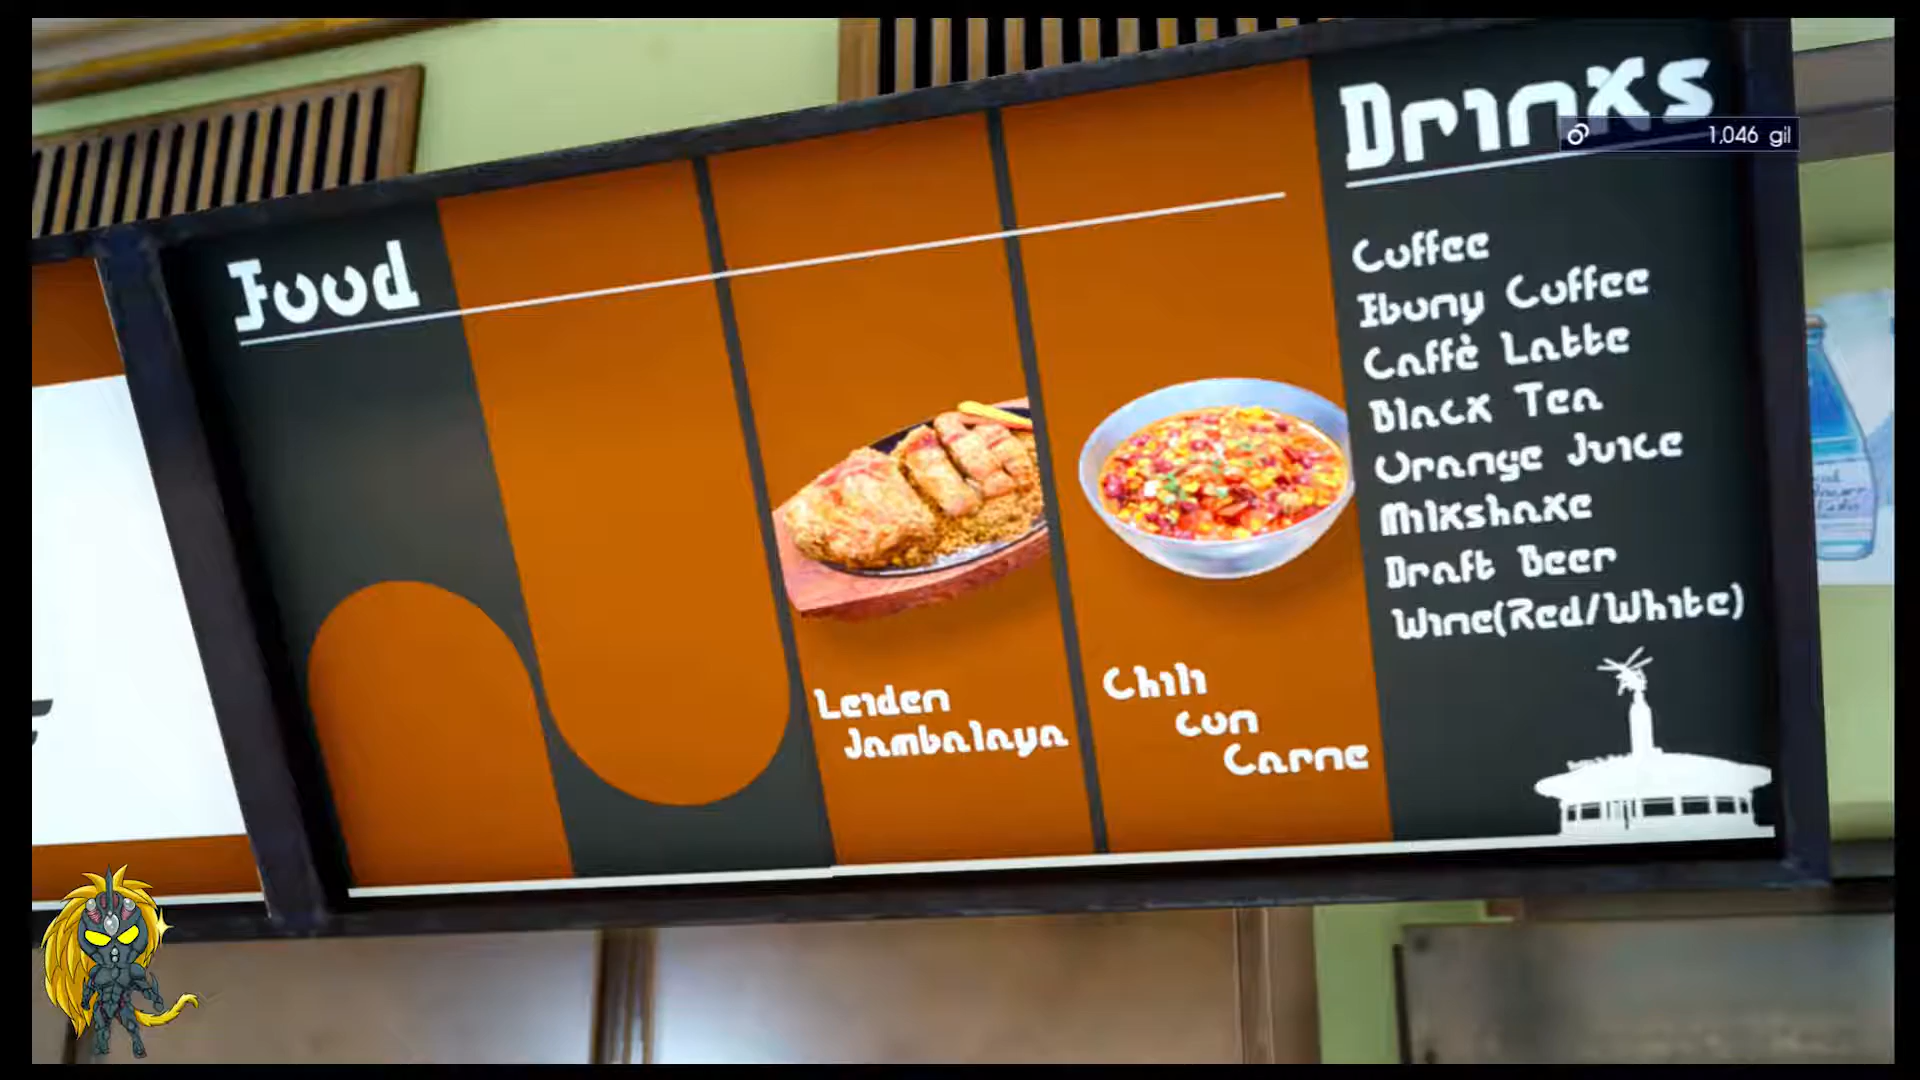 Food
Leiden
Jambalaya
Chili
con
Carne
Drinks
1,046 gil
Coffee
Ebony Coffee
Caffè Latte
Black Tea
Orange Juice
Milkshake
Draft Beer
Wine(Red/White)